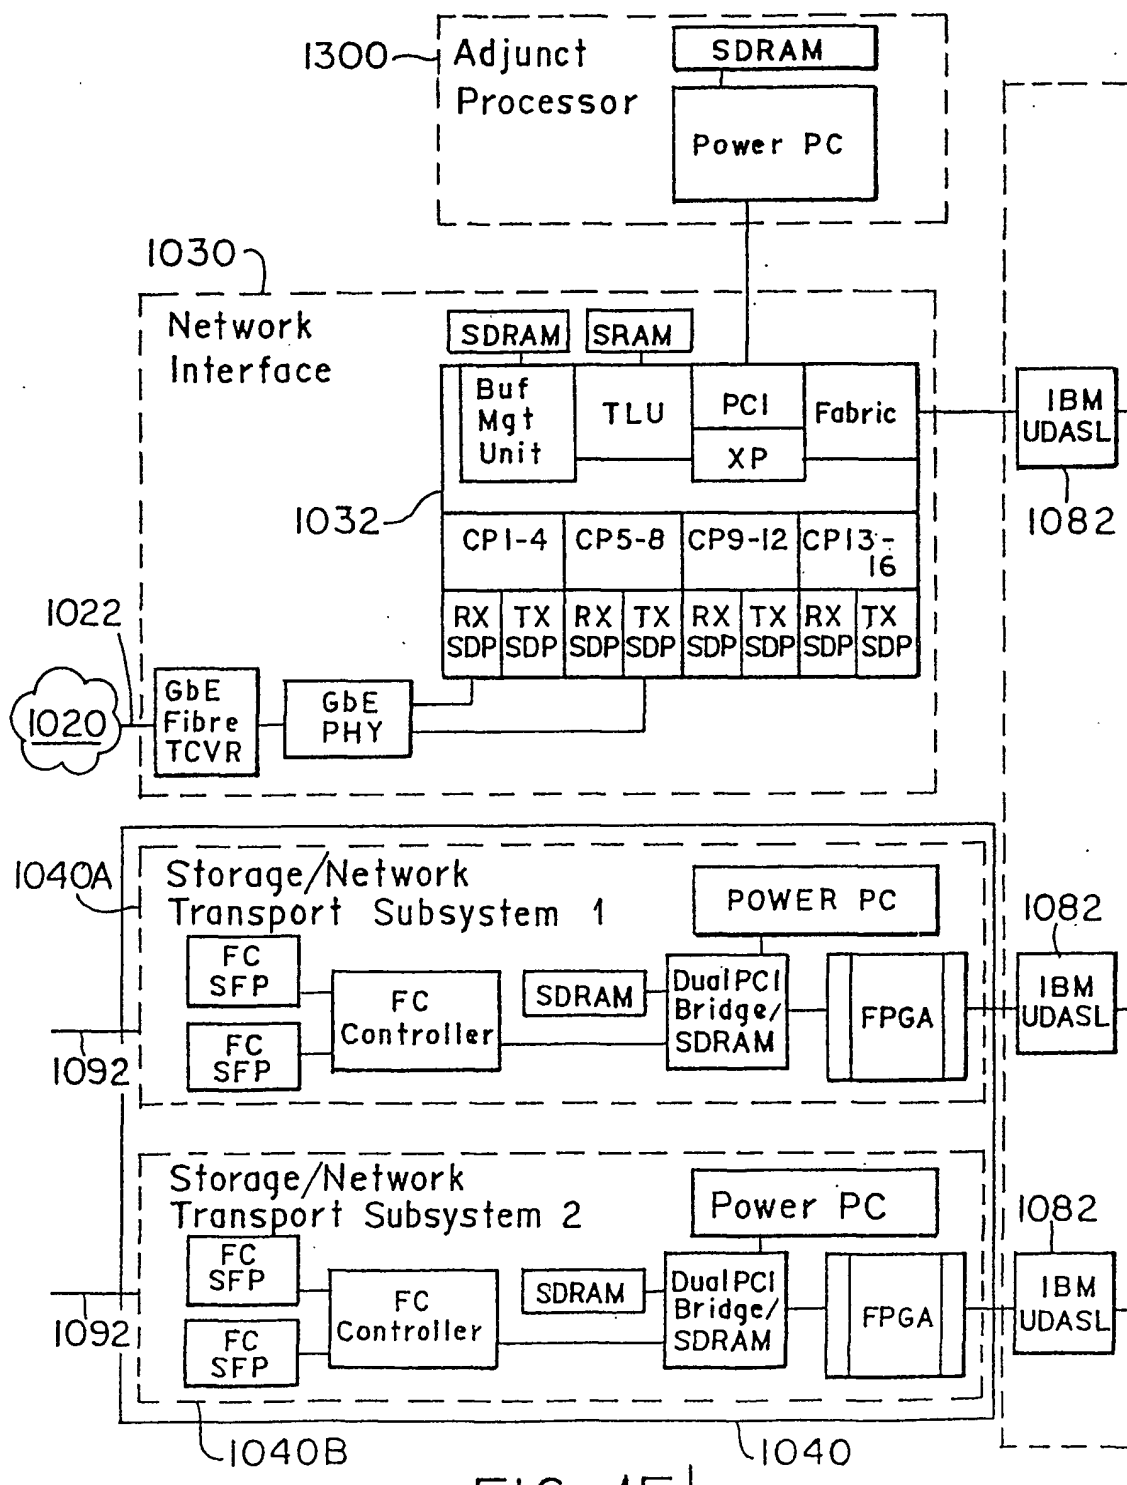 1300
Adjunct
Processor
SDRAM
Power PC
1030
Network
Interface
SDRAM
SRAM
Buf
Mgt
Unit
TLU
PCI
XP
Fabric
IBM
UDASL
1082
1032
CP1-4
CP5-8
CP9-12
CP13-
16
RX
SDP
TX
SDP
RX
SDP
TX
SDP
RX
SDP
TX
SDP
RX
SDP
TX
SDP
1022
1020
GbE
Fibre
TCVR
GbE
PHY
1040A
Storage/Network
Transport Subsystem 1
POWER PC
FC
SFP
FC
SFP
FC
Controller
SDRAM
Dual PCI
Bridge/
SDRAM
FPGA
1082
IBM
UDASL
1092
Storage/Network
Transport Subsystem 2
Power PC
FC
SFP
FC
SFP
FC
Controller
SDRAM
Dual PCI
Bridge/
SDRAM
FPGA
1082
IBM
UDASL
1092
1040B
1040